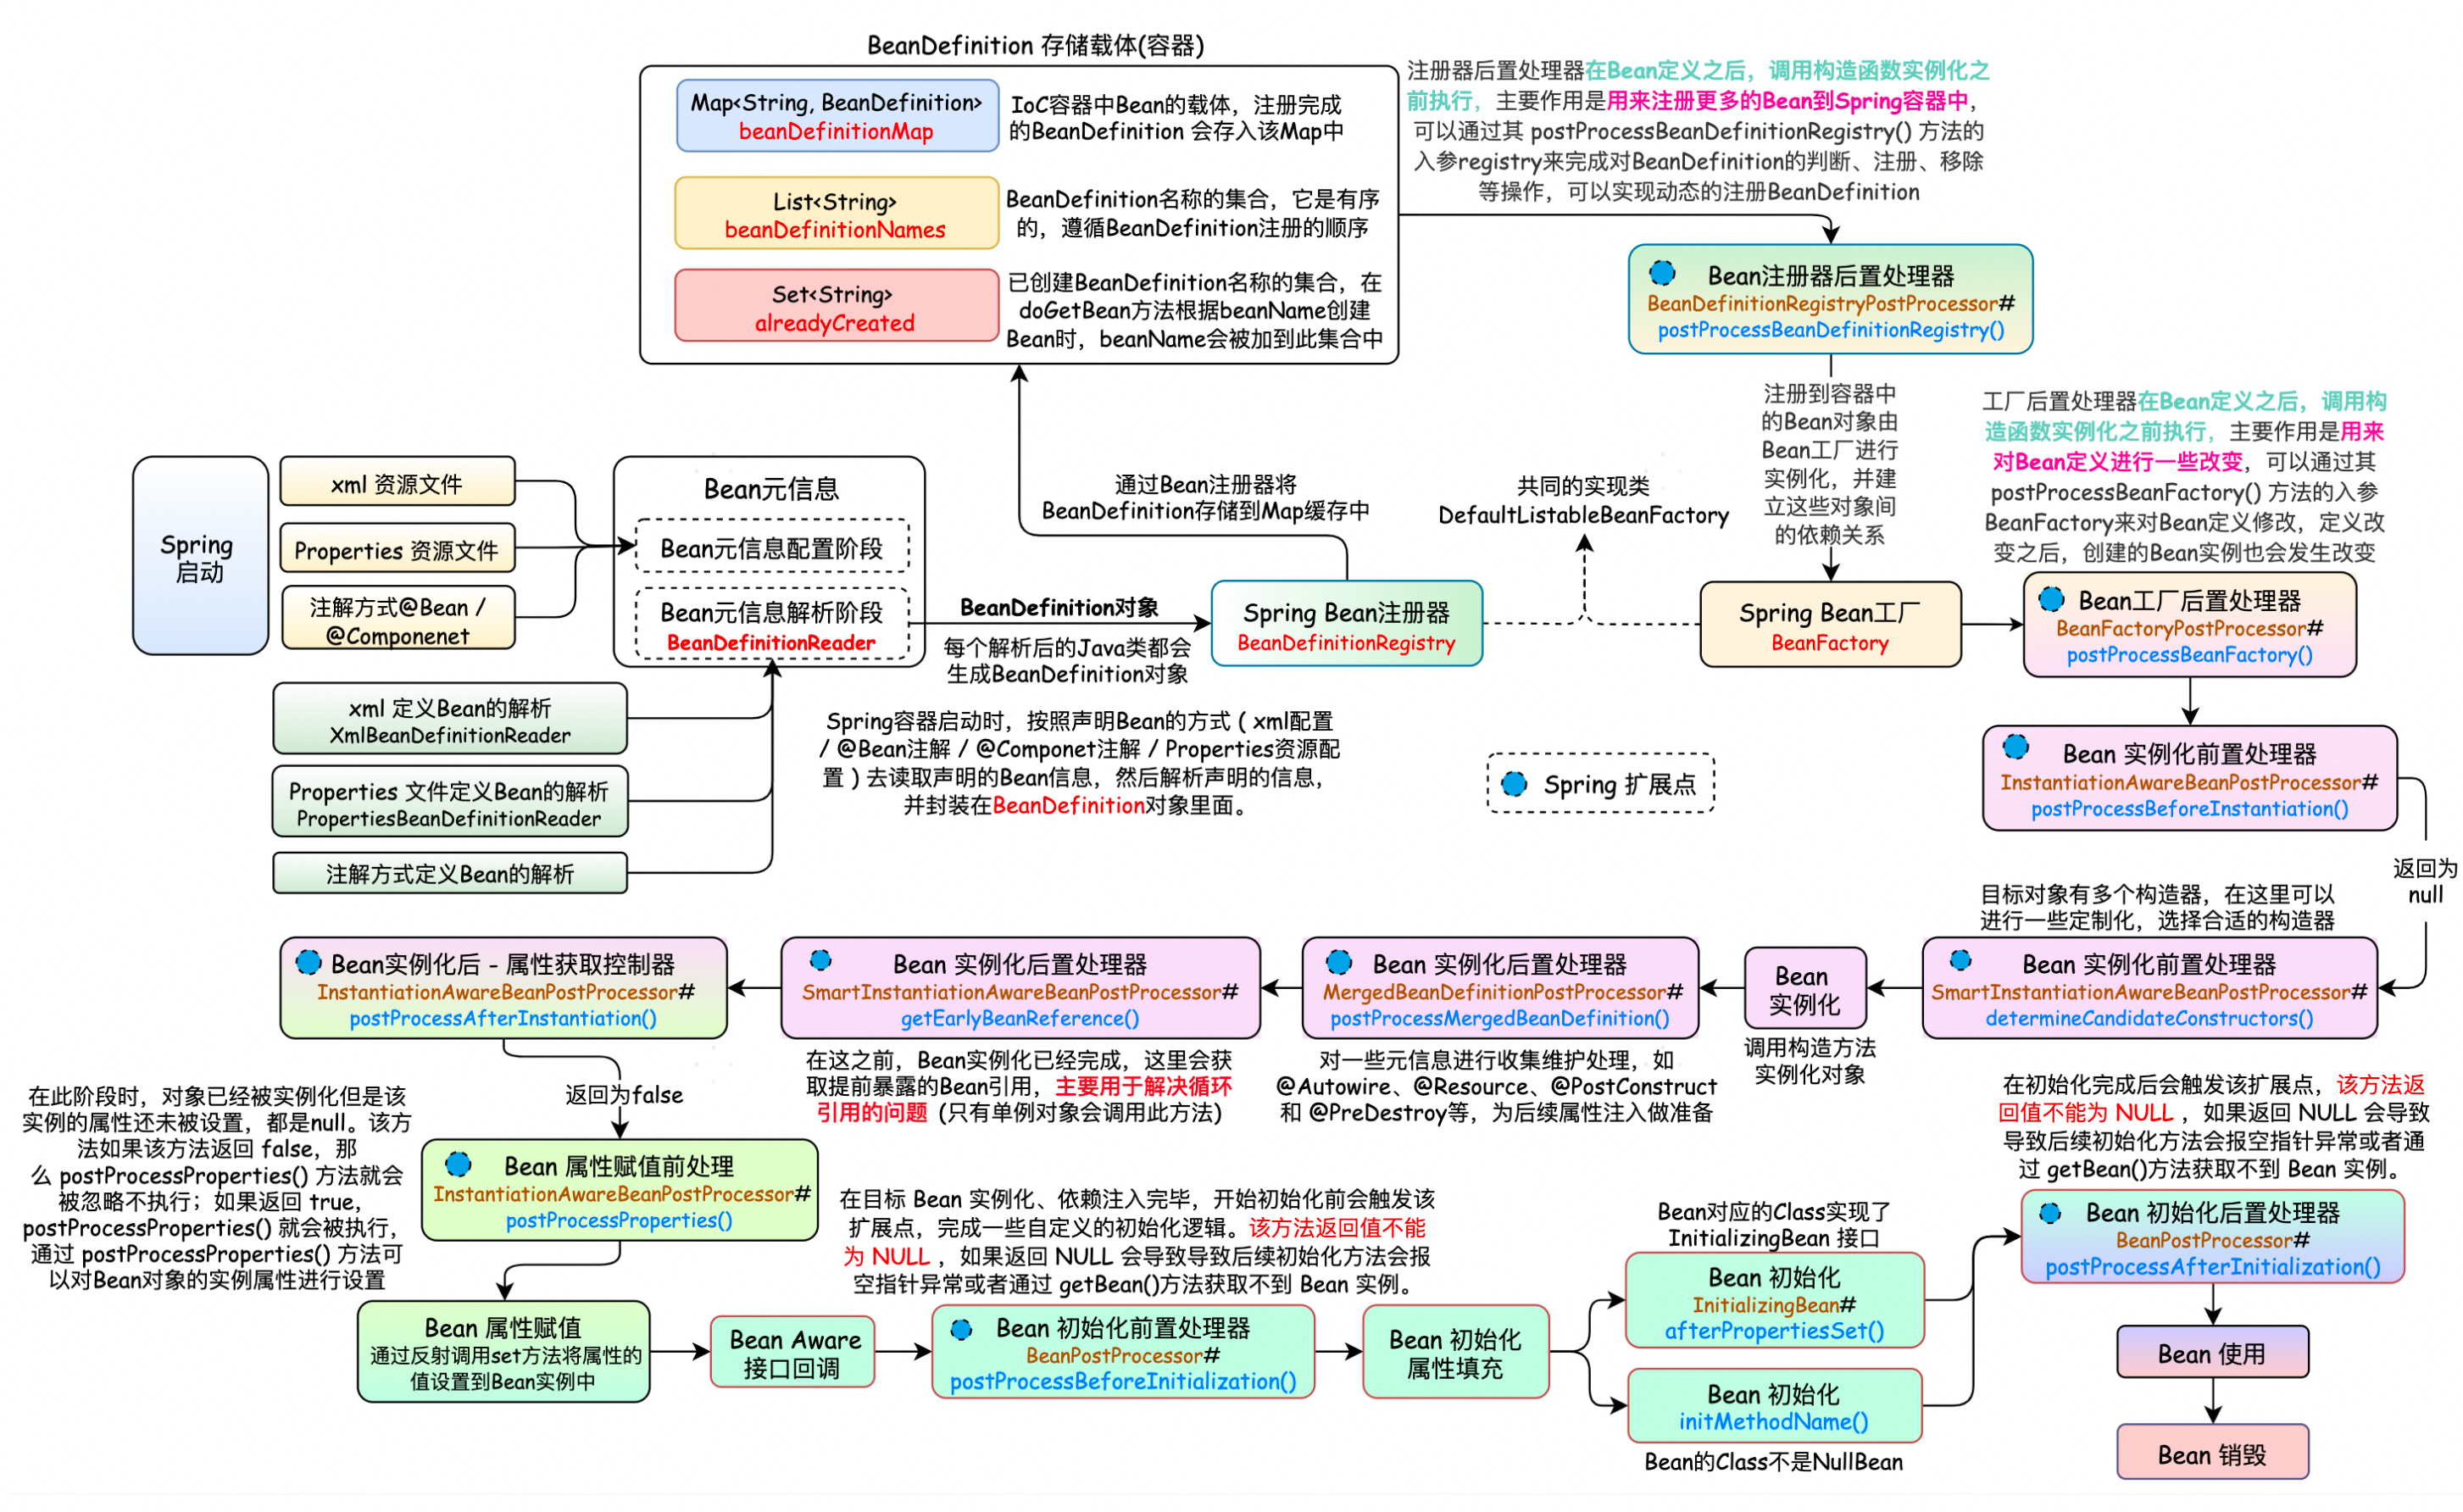 BeanDefinition 存储载体(容器)
Map<String, BeanDefinition>
beanDefinitionMap
IoC容器中Bean的载体，注册完成
的BeanDefinition 会存入该Map中
List<String>
beanDefinitionNames
BeanDefinition名称的集合，它是有序
的，遵循BeanDefinition注册的顺序
Set<String>
alreadyCreated
已创建BeanDefinition名称的集合，在
doGetBean方法根据beanName创建
Bean时，beanName会被加到此集合中
注册器后置处理器在Bean定义之后，调用构造函数实例化之
前执行，主要作用是用来注册更多的Bean到Spring容器中，
可以通过其 postProcessBeanDefinitionRegistry() 方法的
入参registry来完成对BeanDefinition的判断、注册、移除
等操作，可以实现动态的注册BeanDefinition
Bean注册器后置处理器
BeanDefinitionRegistryPostProcessor#
postProcessBeanDefinitionRegistry()
注册到容器中
的Bean对象由
Bean工厂进行
实例化，并建
立这些对象间
的依赖关系
工厂后置处理器在Bean定义之后，调用构
造函数实例化之前执行，主要作用是用来
对Bean定义进行一些改变，可以通过其
postProcessBeanFactory() 方法的入参
BeanFactory来对Bean定义修改，定义改
变之后，创建的Bean实例也会发生改变
Spring
启动
xml 资源文件
Properties 资源文件
注解方式@Bean /
@Componenet
Bean元信息
Bean元信息配置阶段
Bean元信息解析阶段
BeanDefinitionReader
BeanDefinition对象
每个解析后的Java类都会
生成BeanDefinition对象
通过Bean注册器将
BeanDefinition存储到Map缓存中
Spring Bean注册器
BeanDefinitionRegistry
共同的实现类
DefaultListableBeanFactory
Spring Bean工厂
BeanFactory
Bean工厂后置处理器
BeanFactoryPostProcessor#
postProcessBeanFactory()
xml 定义Bean的解析
XmlBeanDefinitionReader
Properties 文件定义Bean的解析
PropertiesBeanDefinitionReader
注解方式定义Bean的解析
Spring容器启动时，按照声明Bean的方式 ( xml配置
/ @Bean注解 / @Componet注解 / Properties资源配
置 ) 去读取声明的Bean信息，然后解析声明的信息，
并封装在BeanDefinition对象里面。
Spring 扩展点
Bean 实例化前置处理器
InstantiationAwareBeanPostProcessor#
postProcessBeforeInstantiation()
返回为
null
目标对象有多个构造器，在这里可以
进行一些定制化，选择合适的构造器
Bean 实例化前置处理器
SmartInstantiationAwareBeanPostProcessor#
determineCandidateConstructors()
Bean
实例化
调用构造方法
实例化对象
Bean 实例化后置处理器
MergedBeanDefinitionPostProcessor#
postProcessMergedBeanDefinition()
对一些元信息进行收集维护处理，如
@Autowire、@Resource、@PostConstruct
和 @PreDestroy等，为后续属性注入做准备
Bean 实例化后置处理器
SmartInstantiationAwareBeanPostProcessor#
getEarlyBeanReference()
在这之前，Bean实例化已经完成，这里会获
取提前暴露的Bean引用，主要用于解决循环
引用的问题 (只有单例对象会调用此方法)
Bean实例化后 - 属性获取控制器
InstantiationAwareBeanPostProcessor#
postProcessAfterInstantiation()
返回为false
在此阶段时，对象已经被实例化但是该
实例的属性还未被设置，都是null。该方
法如果该方法返回 false，那
么 postProcessProperties() 方法就会
被忽略不执行；如果返回 true，
postProcessProperties() 就会被执行，
通过 postProcessProperties() 方法可
以对Bean对象的实例属性进行设置
Bean 属性赋值前处理
InstantiationAwareBeanPostProcessor#
postProcessProperties()
Bean 属性赋值
通过反射调用set方法将属性的
值设置到Bean实例中
Bean Aware
接口回调
在目标 Bean 实例化、依赖注入完毕，开始初始化前会触发该
扩展点，完成一些自定义的初始化逻辑。该方法返回值不能
为 NULL ，如果返回 NULL 会导致导致后续初始化方法会报
空指针异常或者通过 getBean()方法获取不到 Bean 实例。
Bean 初始化前置处理器
BeanPostProcessor#
postProcessBeforeInitialization()
Bean 初始化
属性填充
Bean对应的Class实现了
InitializingBean 接口
Bean 初始化
InitializingBean#
afterPropertiesSet()
Bean 初始化
initMethodName()
Bean的Class不是NullBean
在初始化完成后会触发该扩展点，该方法返
回值不能为 NULL ，如果返回 NULL 会导致
导致后续初始化方法会报空指针异常或者通
过 getBean()方法获取不到 Bean 实例。
Bean 初始化后置处理器
BeanPostProcessor#
postProcessAfterInitialization()
Bean 使用
Bean 销毁